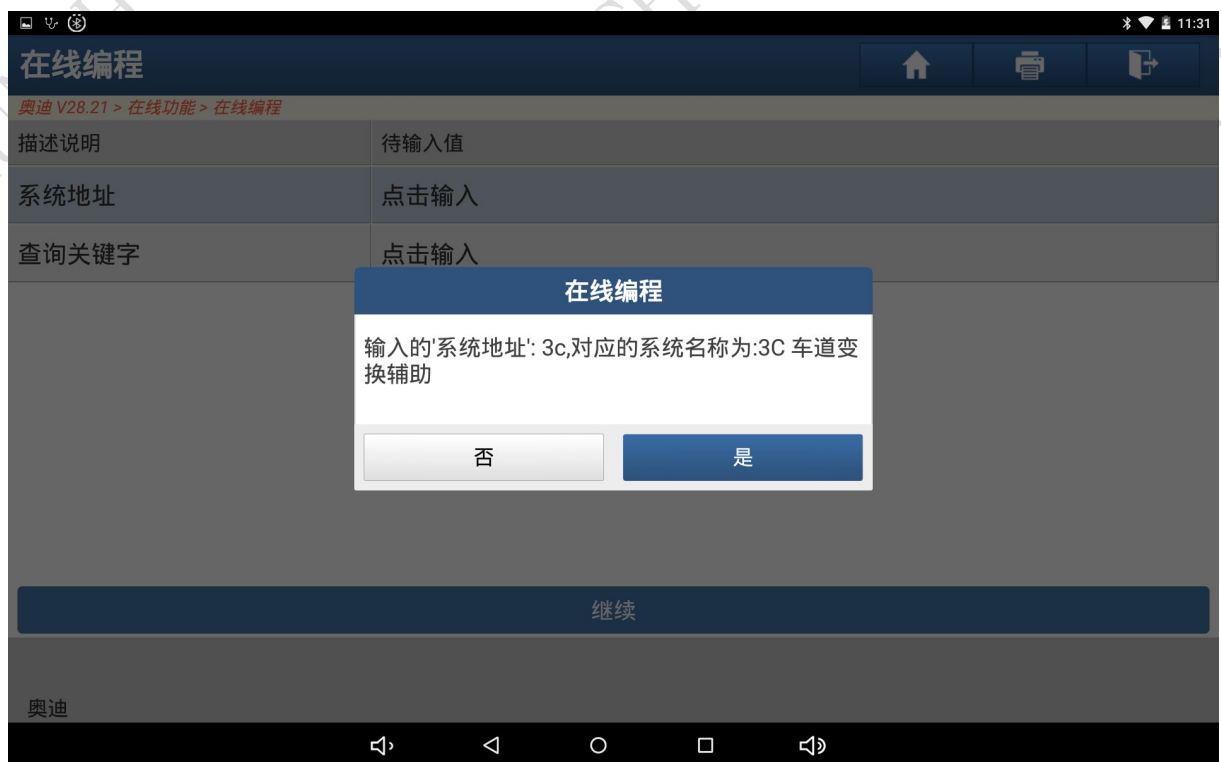 11:31
在线编程
奥迪 V28.21 > 在线功能 > 在线编程
描述说明 待输入值
系统地址 点击输入
查询关键字 点击输入
在线编程
输入的'系统地址': 3c,对应的系统名称为:3C 车道变
换辅助
否 是
继续
奥迪